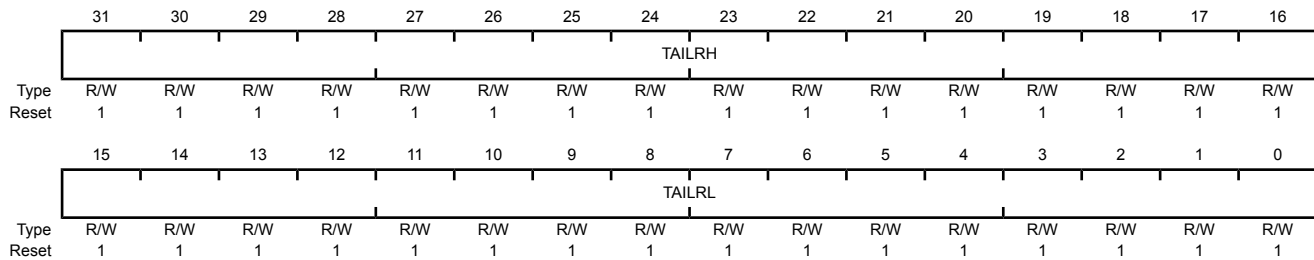 31 30 29 28 27 26 25 24 23 22 21 20 19 18 17 16
TAILRH
Type R/W R/W R/W R/W R/W R/W R/W R/W R/W R/W R/W R/W R/W R/W R/W R/W
Reset 1 1 1 1 1 1 1 1 1 1 1 1 1 1 1 1
15 14 13 12 11 10 9 8 7 6 5 4 3 2 1 0
TAILRL
Type R/W R/W R/W R/W R/W R/W R/W R/W R/W R/W R/W R/W R/W R/W R/W R/W
Reset 1 1 1 1 1 1 1 1 1 1 1 1 1 1 1 1